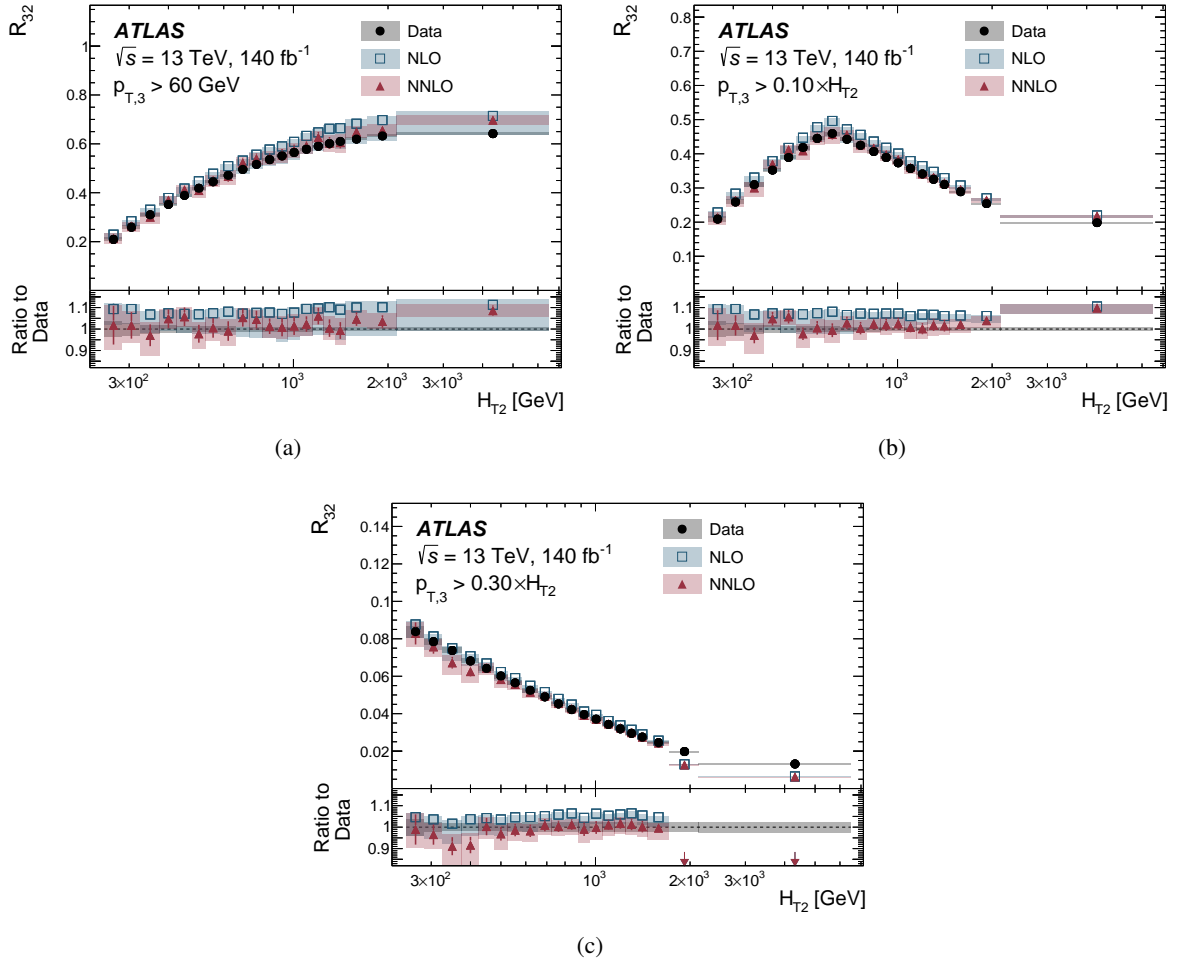 R32
ATLAS
√s = 13 TeV, 140 fb-1
pT,3 > 60 GeV
Data
NLO
NNLO
1
0.8
0.6
0.4
0.2
Ratio to
Data
1.1
1
0.9
3×10²
10³
2×10³
3×10³
HT2 [GeV]
(a)
R32
ATLAS
√s = 13 TeV, 140 fb-1
pT,3 > 0.10×HT2
Data
NLO
NNLO
0.8
0.7
0.6
0.5
0.4
0.3
0.2
0.1
Ratio to
Data
1.1
1
0.9
3×10²
10³
2×10³
3×10³
HT2 [GeV]
(b)
R32
ATLAS
√s = 13 TeV, 140 fb-1
pT,3 > 0.30×HT2
Data
NLO
NNLO
0.14
0.12
0.1
0.08
0.06
0.04
0.02
Ratio to
Data
1.1
1
0.9
3×10²
10³
2×10³
3×10³
HT2 [GeV]
(c)